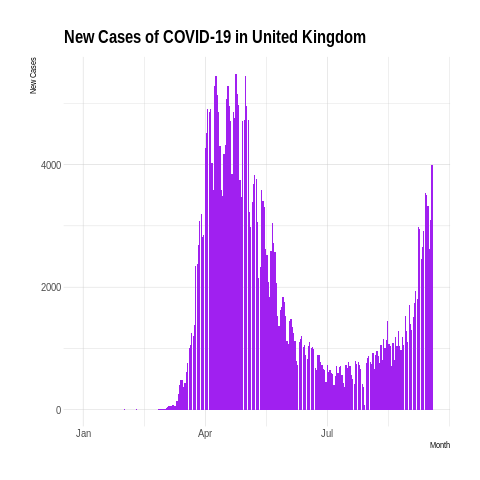 New Cases of COVID-19 in United Kingdom
New Cases
4000
2000
0
Jan Apr Jul
Month